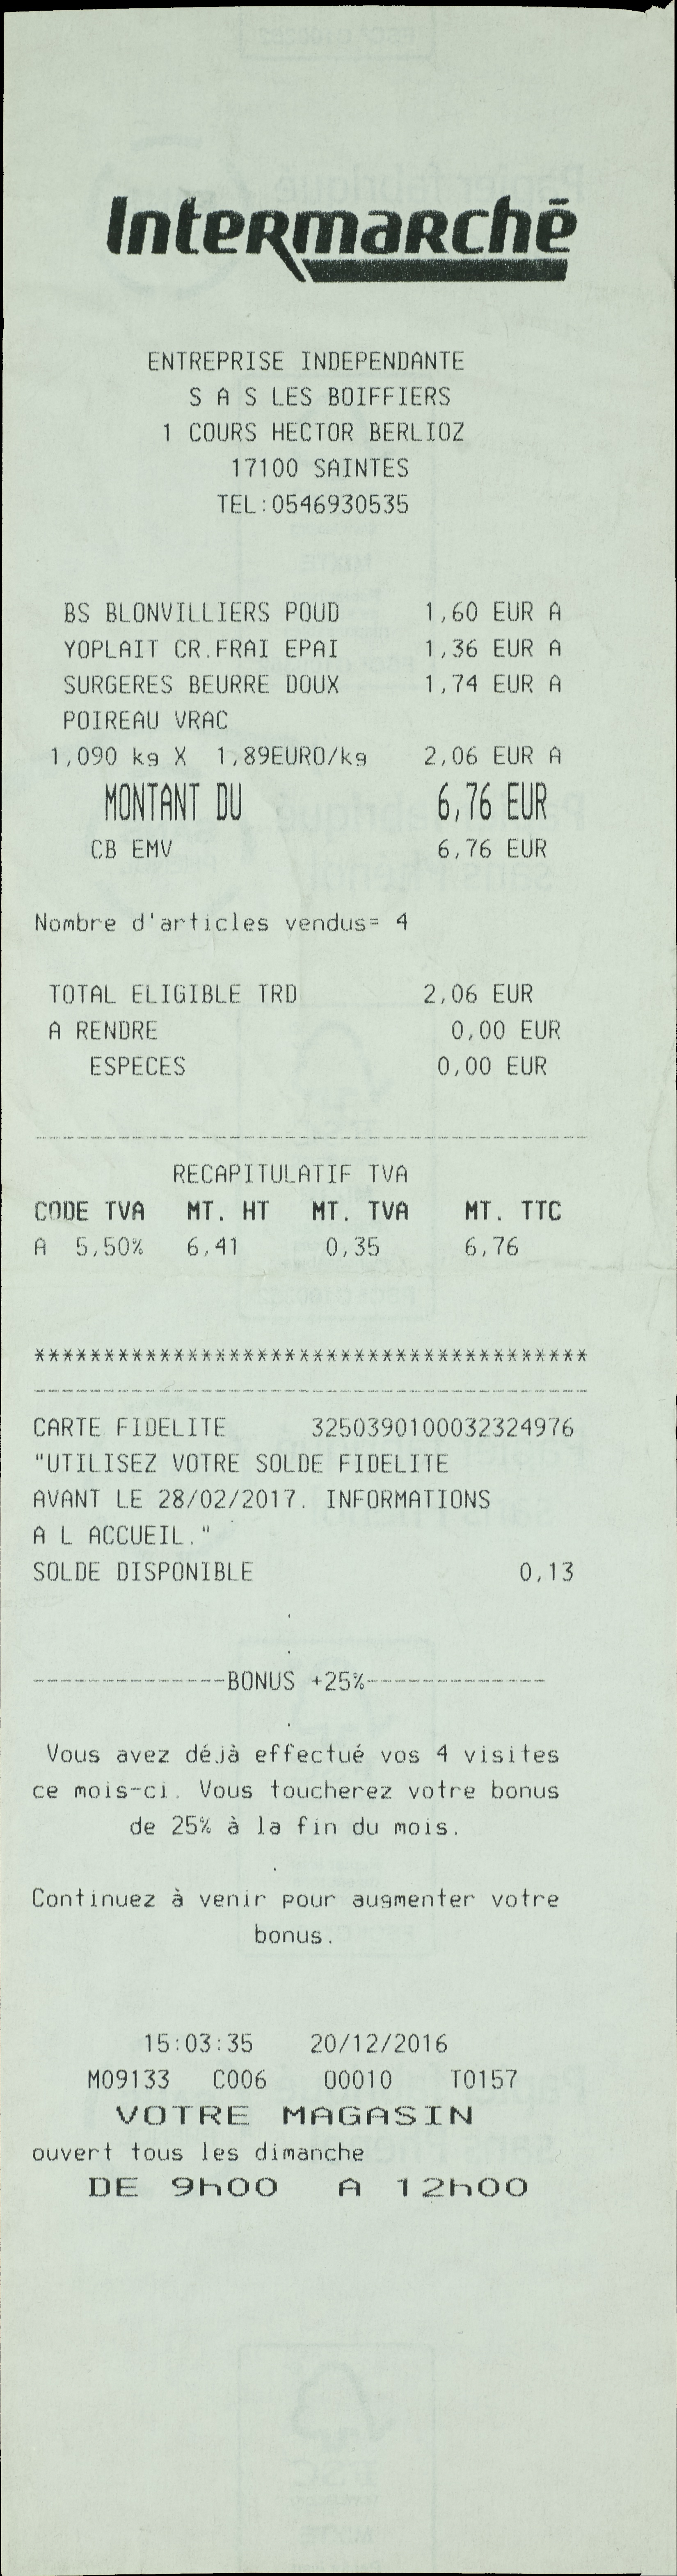 Intermarché
ENTREPRISE INDEPENDANTE
S A S LES BOIFFIERS
1 COURS HECTOR BERLIOZ
17100 SAINTES
TEL:0546930535
BS BLONVILLIERS POUD 1,60 EUR A
YOPLAIT CR.FRAI EPAI 1,36 EUR A
SURGERES BEURRE DOUX 1,74 EUR A
POIREAU VRAC
1,090 kg X 1,89EURO/kg 2,06 EUR A
MONTANT DU 6,76 EUR
CB EMV 6,76 EUR
Nombre d'articles vendus= 4
TOTAL ELIGIBLE TRD 2,06 EUR
A RENDRE 0,00 EUR
ESPECES 0,00 EUR
------------------------------------------
RECAPITULATIF TVA
CODE TVA MT. HT MT. TVA MT. TTC
A 5,50% 6,41 0,35 6,76
****************************************
------------------------------------------
CARTE FIDELITE 3250390100032324976
"UTILISEZ VOTRE SOLDE FIDELITE
AVANT LE 28/02/2017. INFORMATIONS
A L ACCUEIL."
SOLDE DISPONIBLE 0,13
.
.
--------------BONUS +25%-------------
.
Vous avez déjà effectué vos 4 visites
ce mois-ci. Vous toucherez votre bonus
de 25% à la fin du mois.
.
Continuez à venir pour augmenter votre
bonus.
15:03:35 20/12/2016
M09133 C006 00010 T0157
VOTRE MAGASIN
ouvert tous les dimanche
DE 9h00 A 12h00